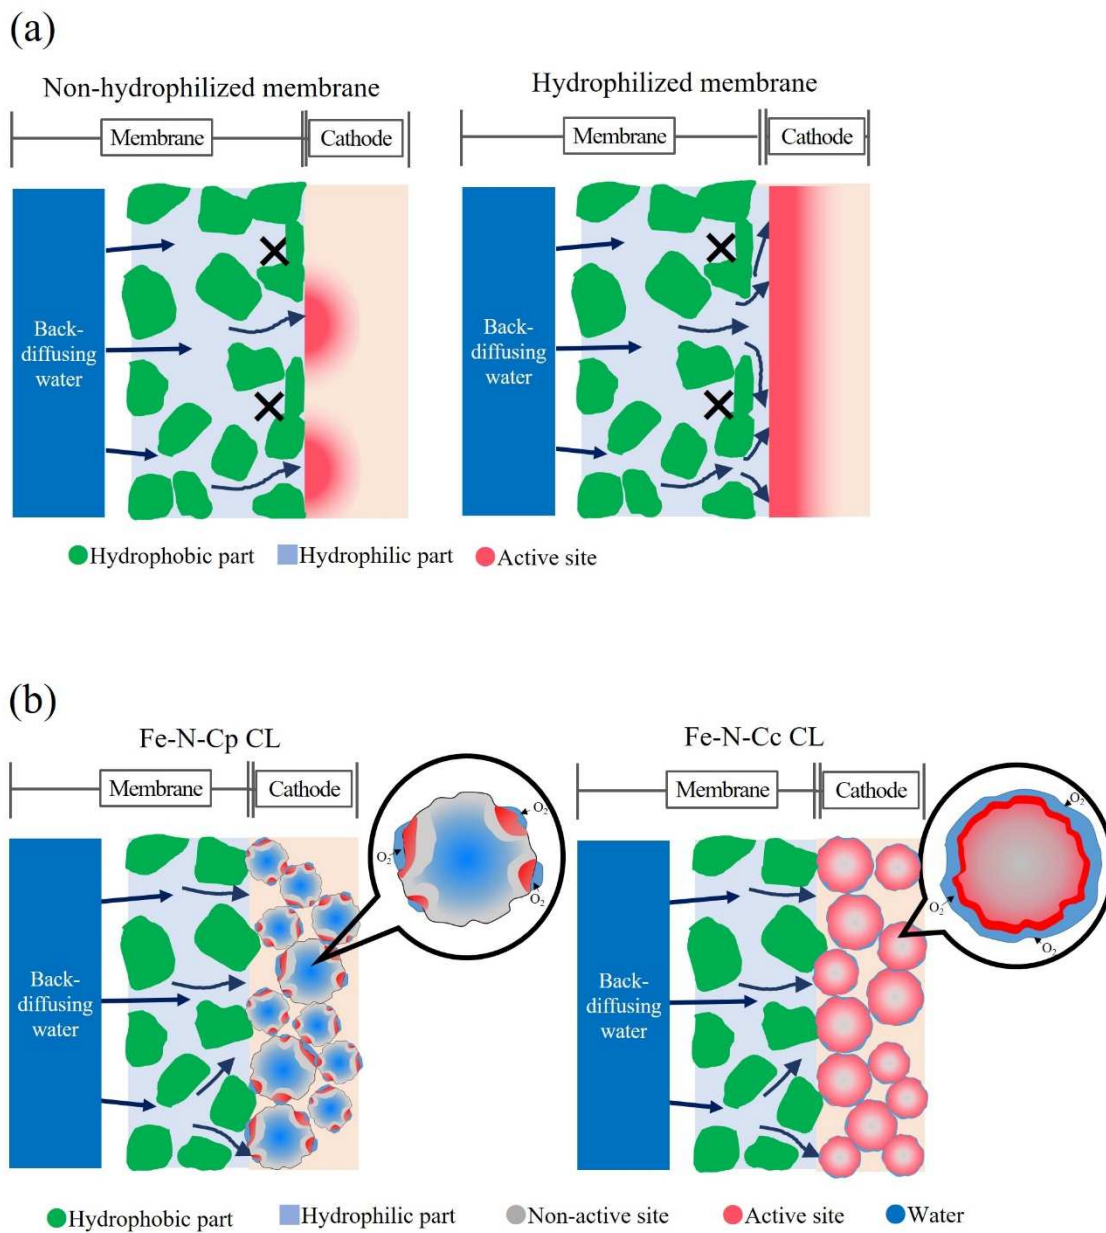 (a)
Non-hydrophilized membrane
Hydrophilized membrane
Membrane
Cathode
Membrane
Cathode
Back-
diffusing
water
Back-
diffusing
water
Hydrophobic part
Hydrophilic part
Active site
(b)
Fe-N-Cp CL
Fe-N-Cc CL
Membrane
Cathode
Membrane
Cathode
O2
O2
O2
O2
O2
O2
Back-
diffusing
water
Back-
diffusing
water
Hydrophobic part
Hydrophilic part
Non-active site
Active site
Water